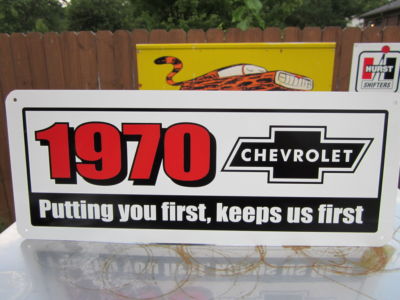 HURST
SHIFTERS
1970
CHEVROLET
Putting you first, keeps us first